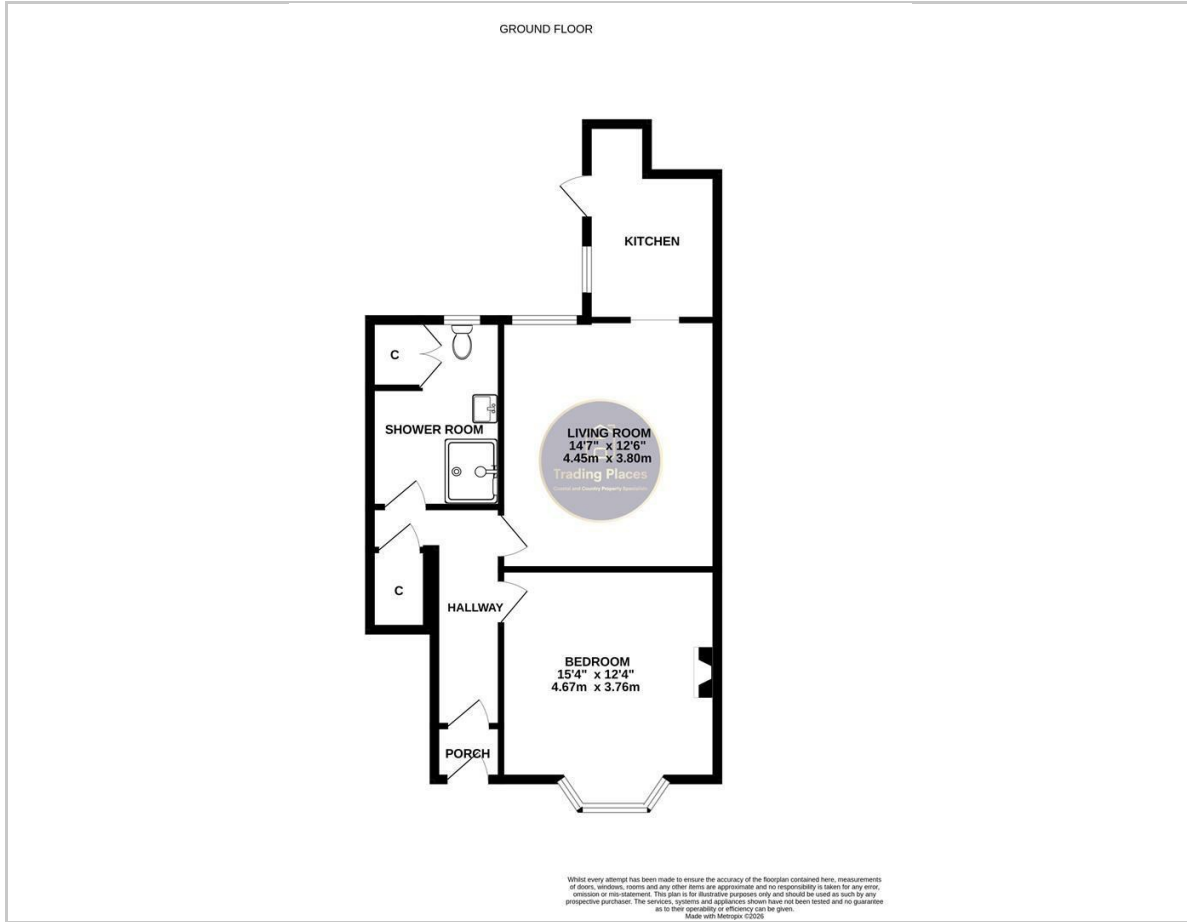 GROUND FLOOR
KITCHEN
C
SHOWER ROOM
LIVING ROOM
14'7" x 12'6"
4.45m x 3.80m
Trading Places
Coastal and Country Property Specialists
C
HALLWAY
BEDROOM
15'4" x 12'4"
4.67m x 3.76m
PORCH
Whilst every attempt has been made to ensure the accuracy of the floorplan contained here, measurements
of doors, windows, rooms and any other items are approximate and no responsibility is taken for any error,
omission or mis-statement. This plan is for illustrative purposes only and should be used as such by any
prospective purchaser. The services, systems and appliances shown have not been tested and no guarantee
as to their operability or efficiency can be given.
Made with Metropix ©2026